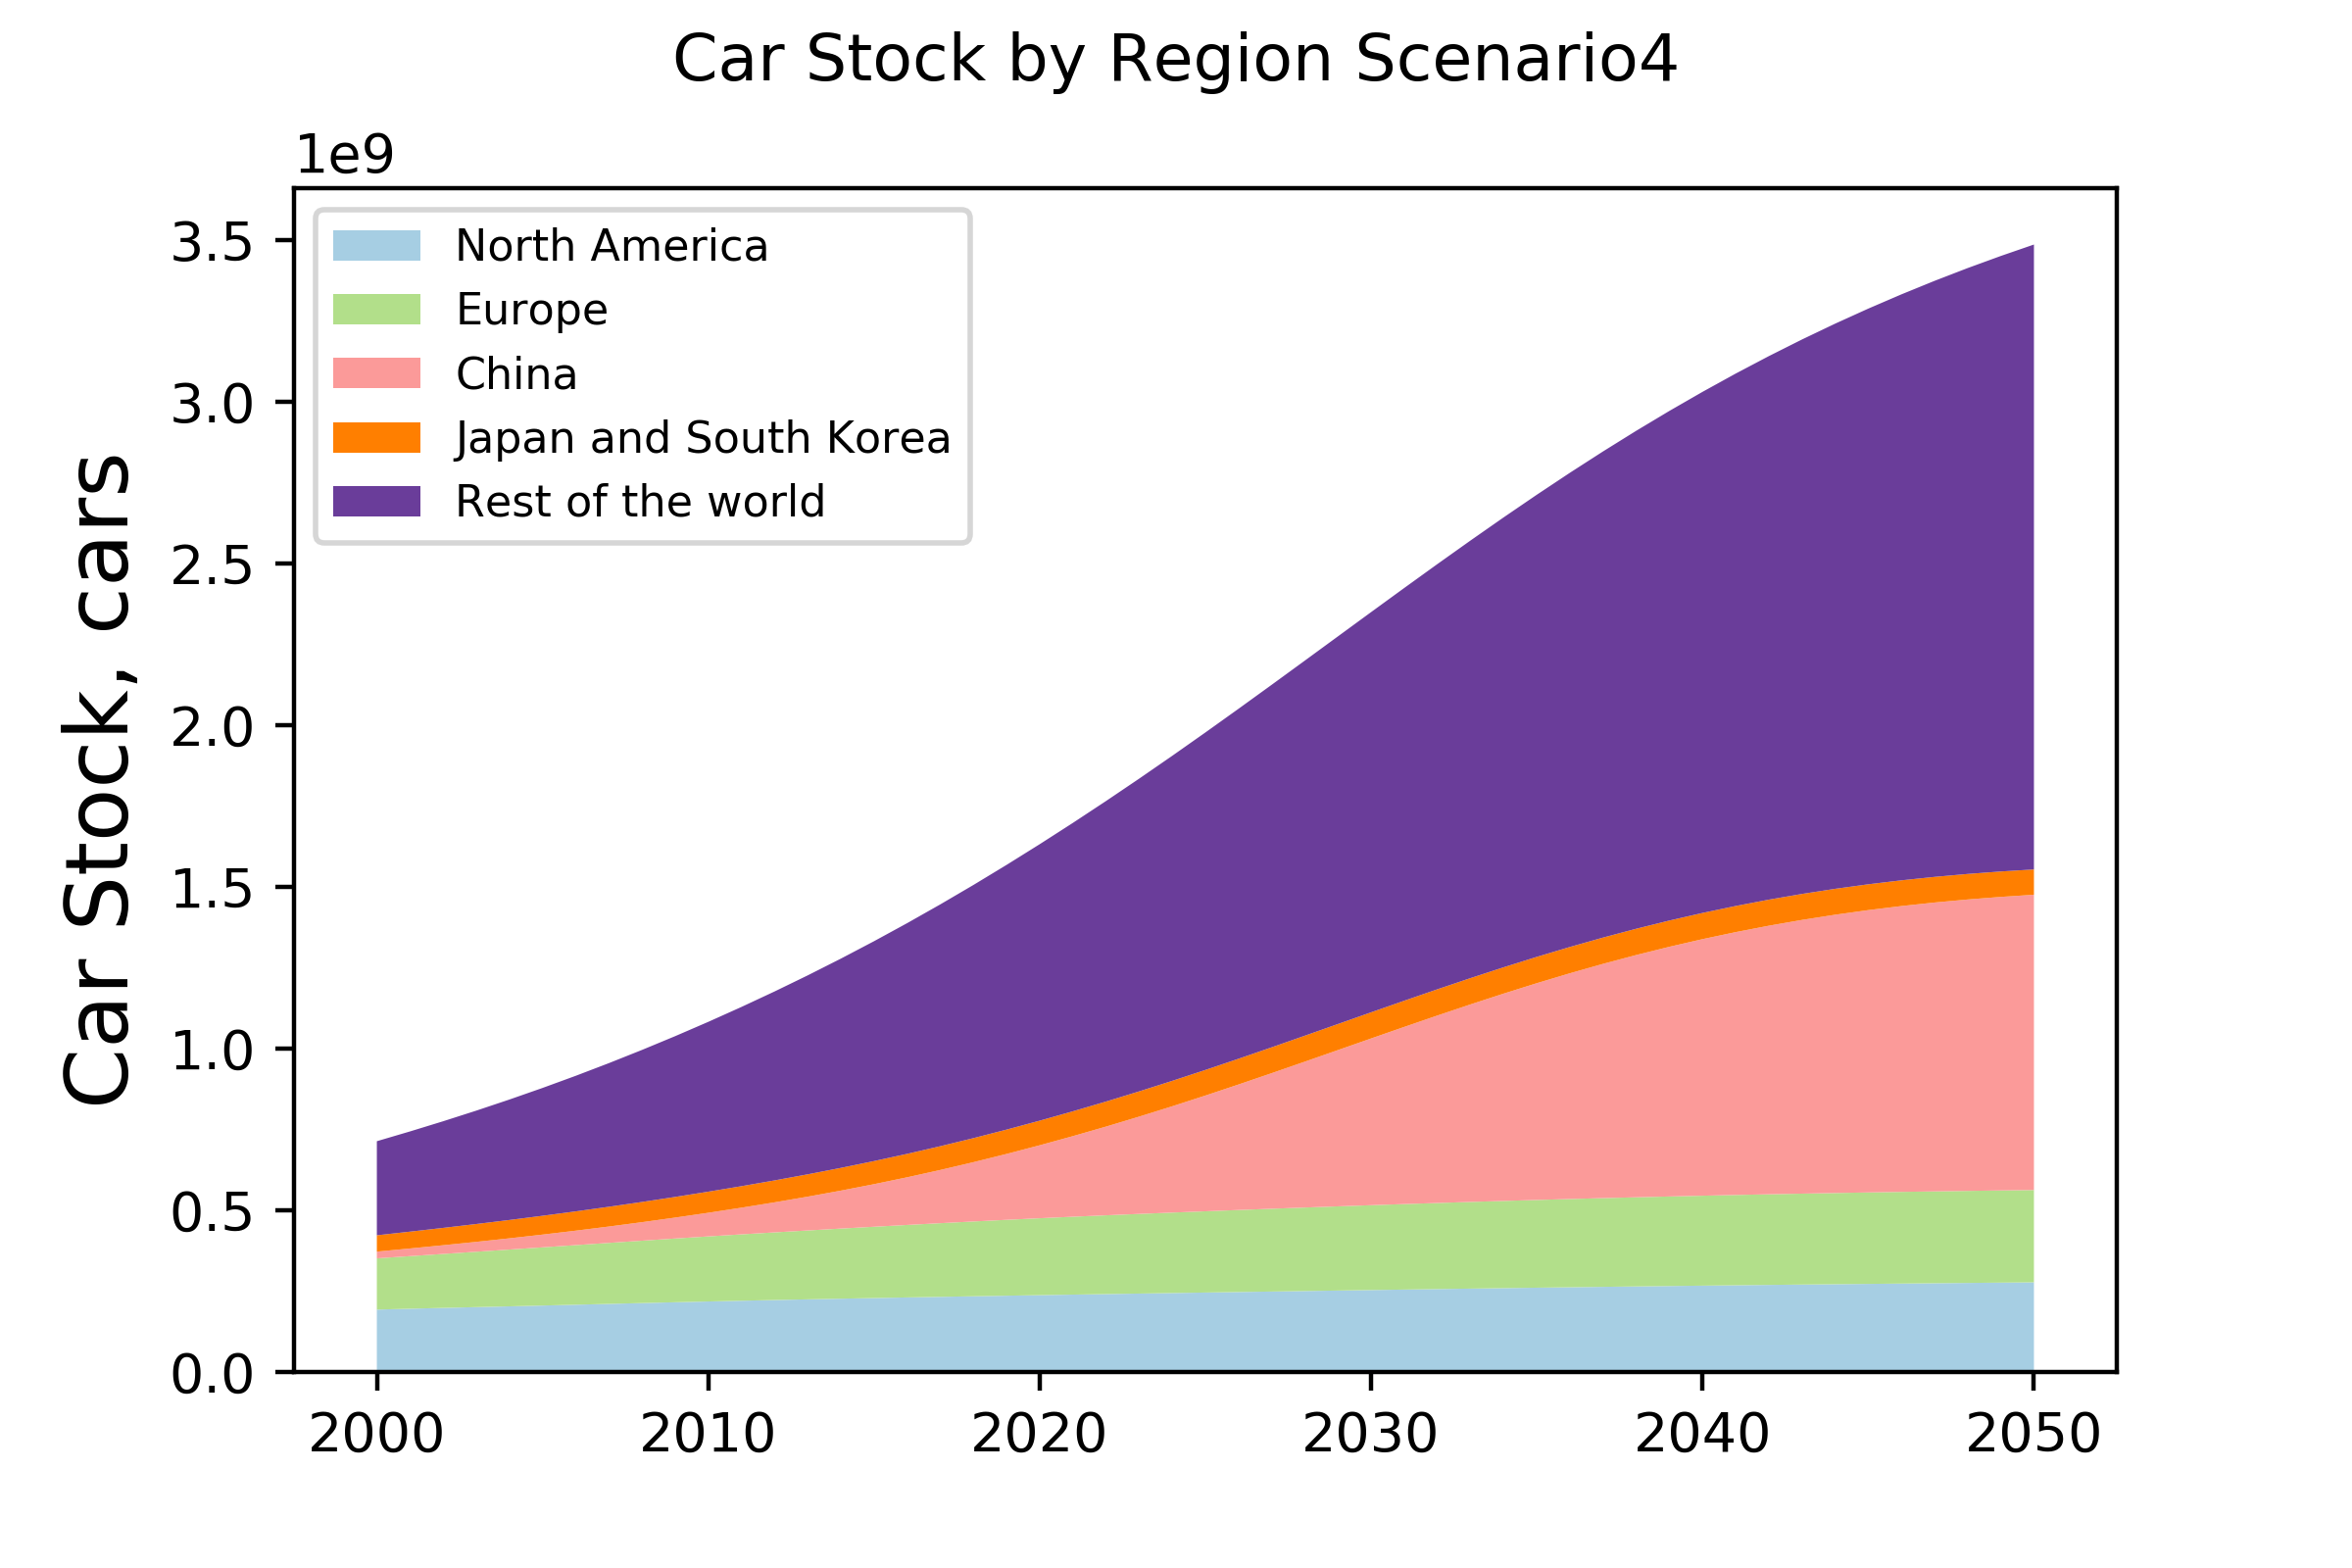 Car Stock by Region Scenario4
1e9
3.5
3.0
2.5
2.0
1.5
1.0
0.5
0.0
Car Stock, cars
North America
Europe
China
Japan and South Korea
Rest of the world
2000 2010 2020 2030 2040 2050